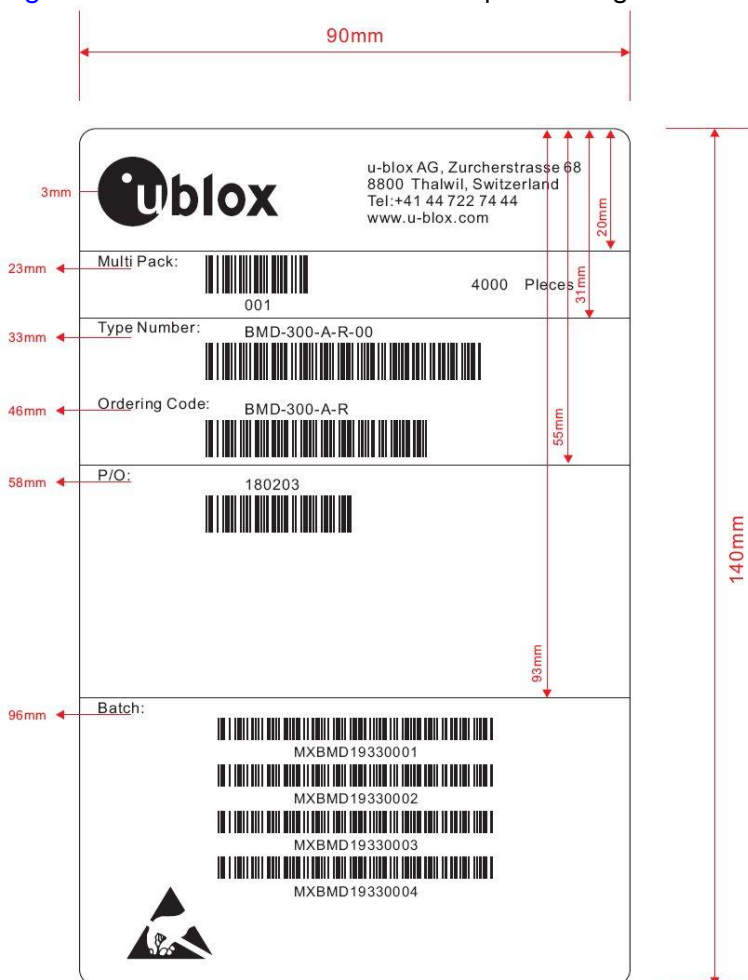 90mm
ublox
u-blox AG, Zurcherstrasse 68
8800 Thalwil, Switzerland
Tel:+41 44 722 74 44
www.u-blox.com
3mm
20mm
23mm
Multi Pack:
001
4000 Pieces
31mm
33mm
Type Number:
BMD-300-A-R-00
46mm
Ordering Code:
BMD-300-A-R
55mm
58mm
P/O:
180203
140mm
93mm
96mm
Batch:
MXBMD19330001
MXBMD19330002
MXBMD19330003
MXBMD19330004